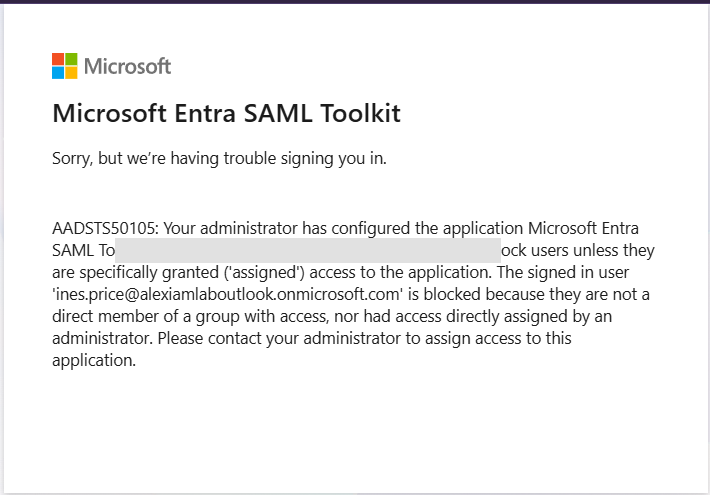 Microsoft
Microsoft Entra SAML Toolkit
Sorry, but we're having trouble signing you in.
AADSTS50105: Your administrator has configured the application Microsoft Entra
SAML To ock users unless they
are specifically granted ('assigned') access to the application. The signed in user
'ines.price@alexiamlaboutlook.onmicrosoft.com' is blocked because they are not a
direct member of a group with access, nor had access directly assigned by an
administrator. Please contact your administrator to assign access to this
application.